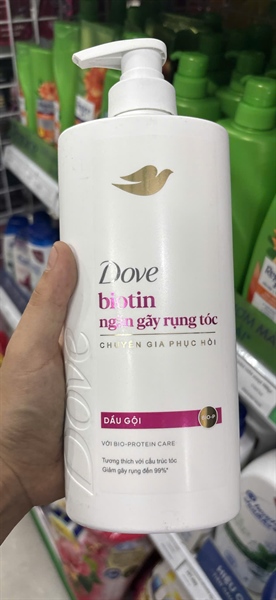 Dove
biotin
ngăn gãy rụng tóc
CHUYÊN GIA PHỤC HỒI
DẦU GỘI
BIO-P
VỚI BIO-PROTEIN CARE
Tương thích với cấu trúc tóc
Giảm gãy rụng đến 99%*
Dove